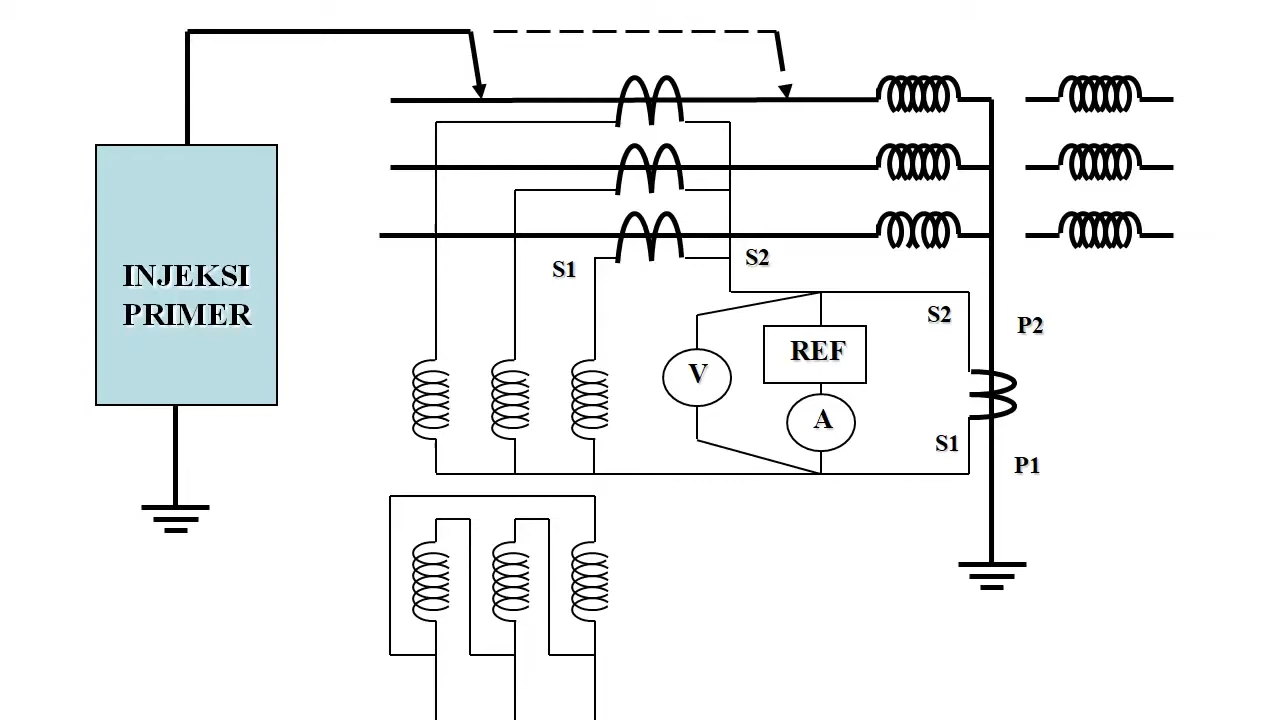 INJEKSI
PRIMER
S1
S2
S2
P2
REF
V
A
S1
P1